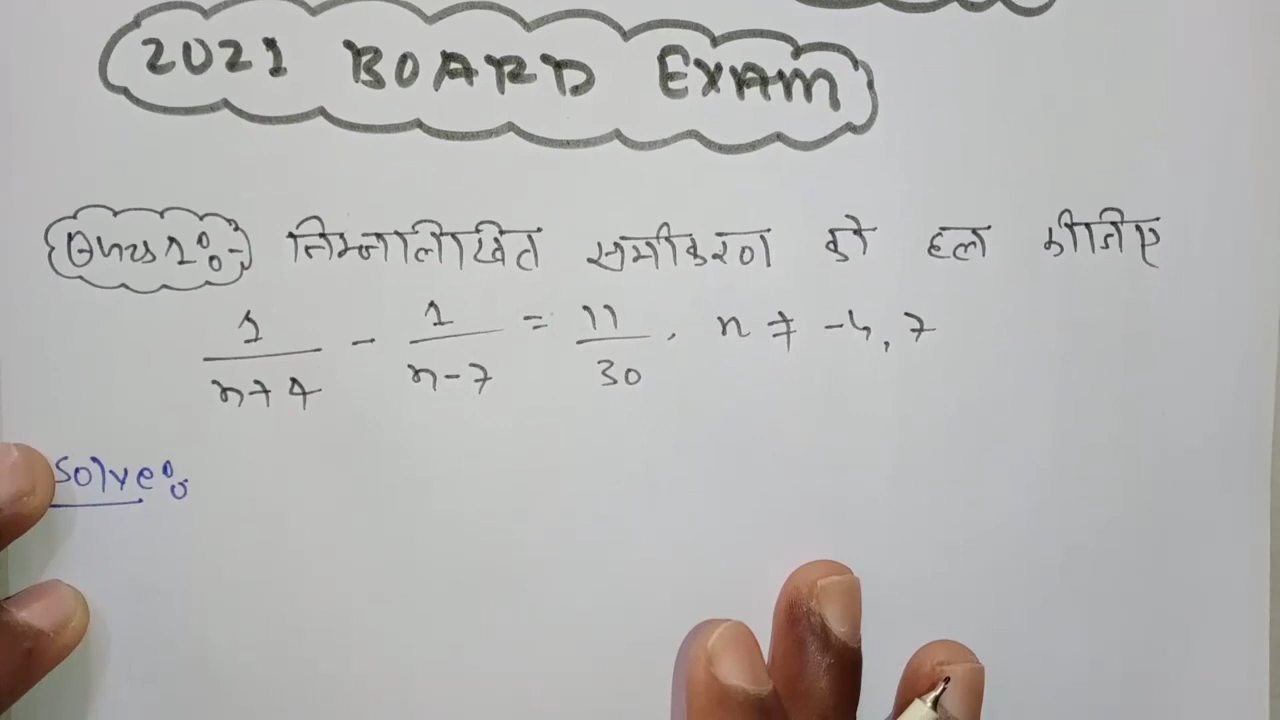 2021 BOARD EXAM
Ques 1:- निम्नलिखित समीकरण को हल कीजिए
1/(x+4) - 1/(x-7) = 11/30, x ≠ -4, 7
Solve: